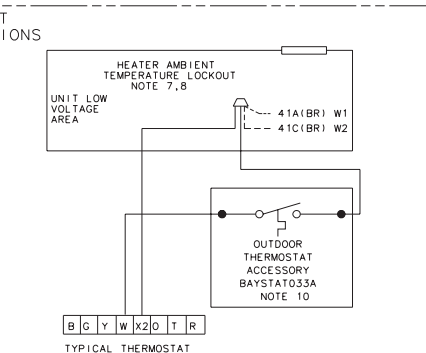 T
IONS
HEATER AMBIENT
TEMPERATURE LOCKOUT
NOTE 7,8
UNIT LOW
VOLTAGE
AREA
41A(BR) W1
41C(BR) W2
OUTDOOR
THERMOSTAT
ACCESSORY
BAYSTAT033A
NOTE 10
B G Y W X2 O T R
TYPICAL THERMOSTAT